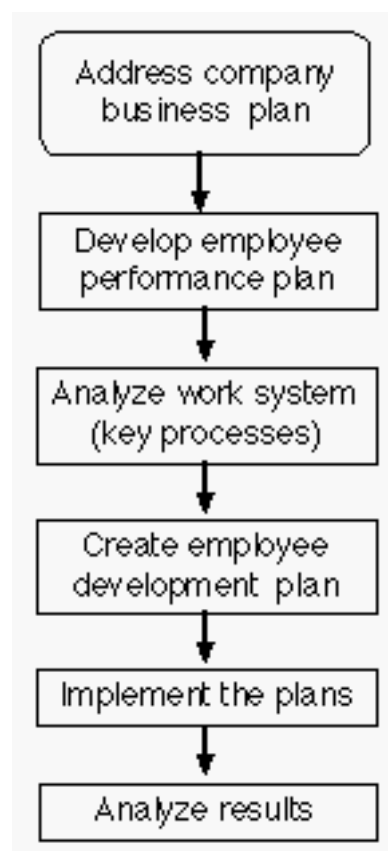 Address company
business plan
Develop employee
performance plan
Analyze work system
(key processes)
Create employee
development plan
Implement the plans
Analyze results